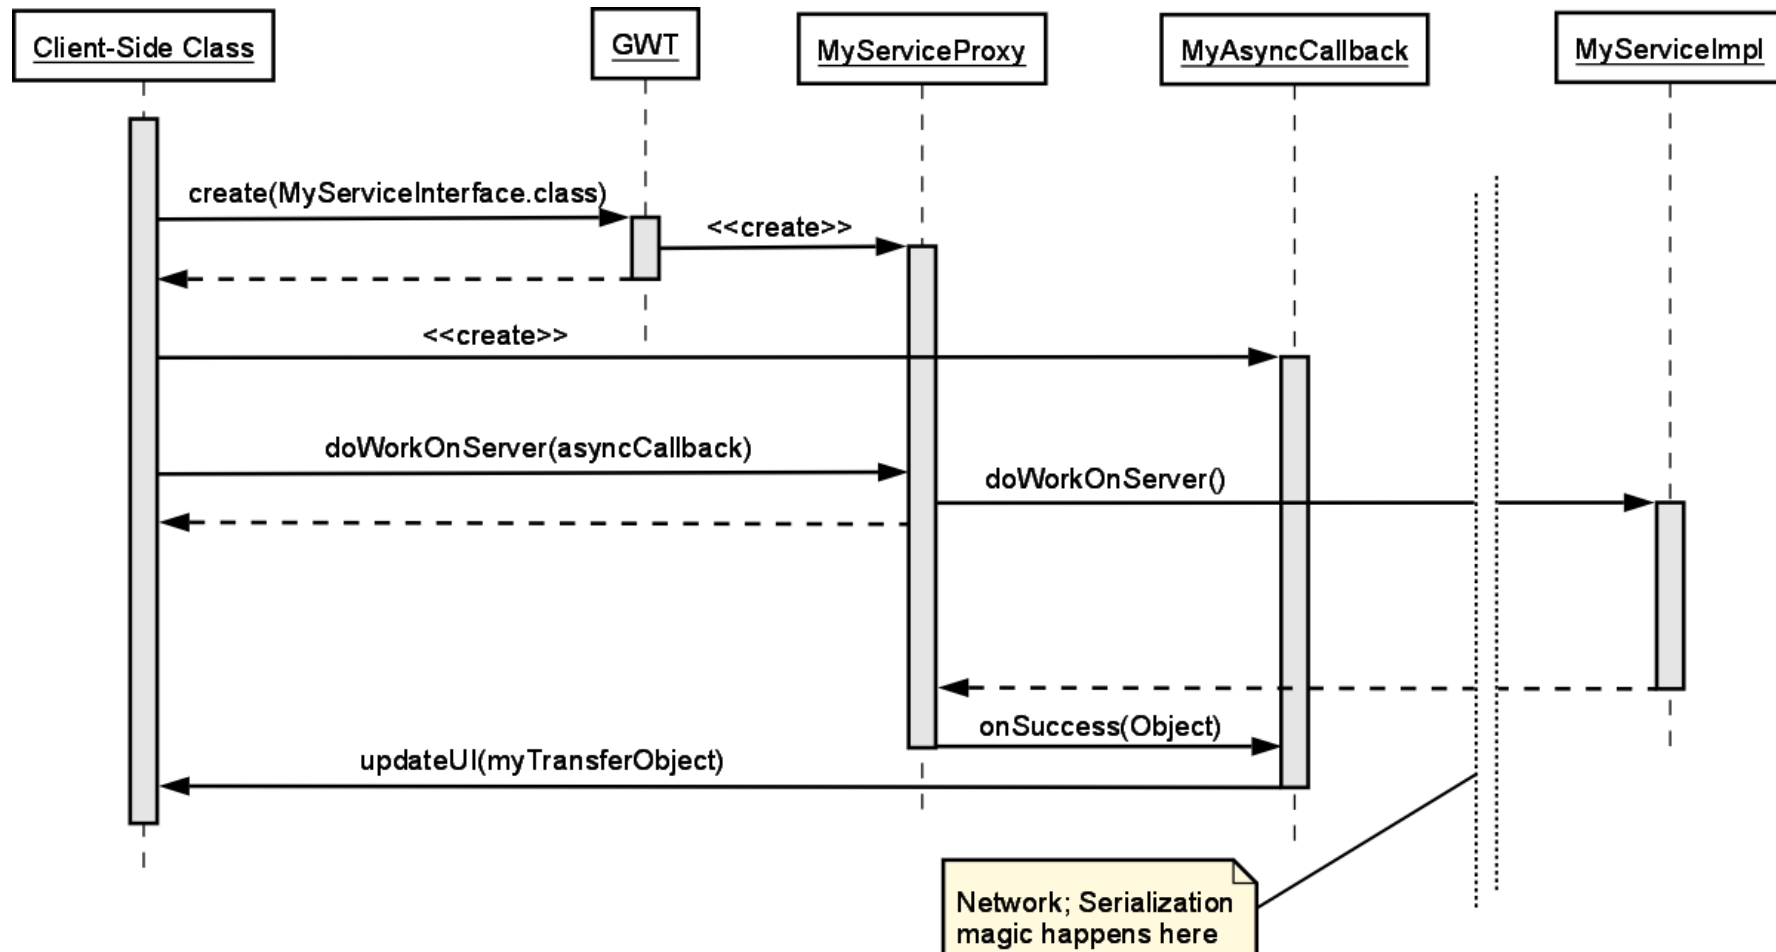 Client-Side Class
GWT
MyServiceProxy
MyAsyncCallback
MyServiceImpl
create(MyServiceInterface.class)
<<create>>
<<create>>
doWorkOnServer(asyncCallback)
doWorkOnServer()
onSuccess(Object)
updateUI(myTransferObject)
Network; Serialization
magic happens here